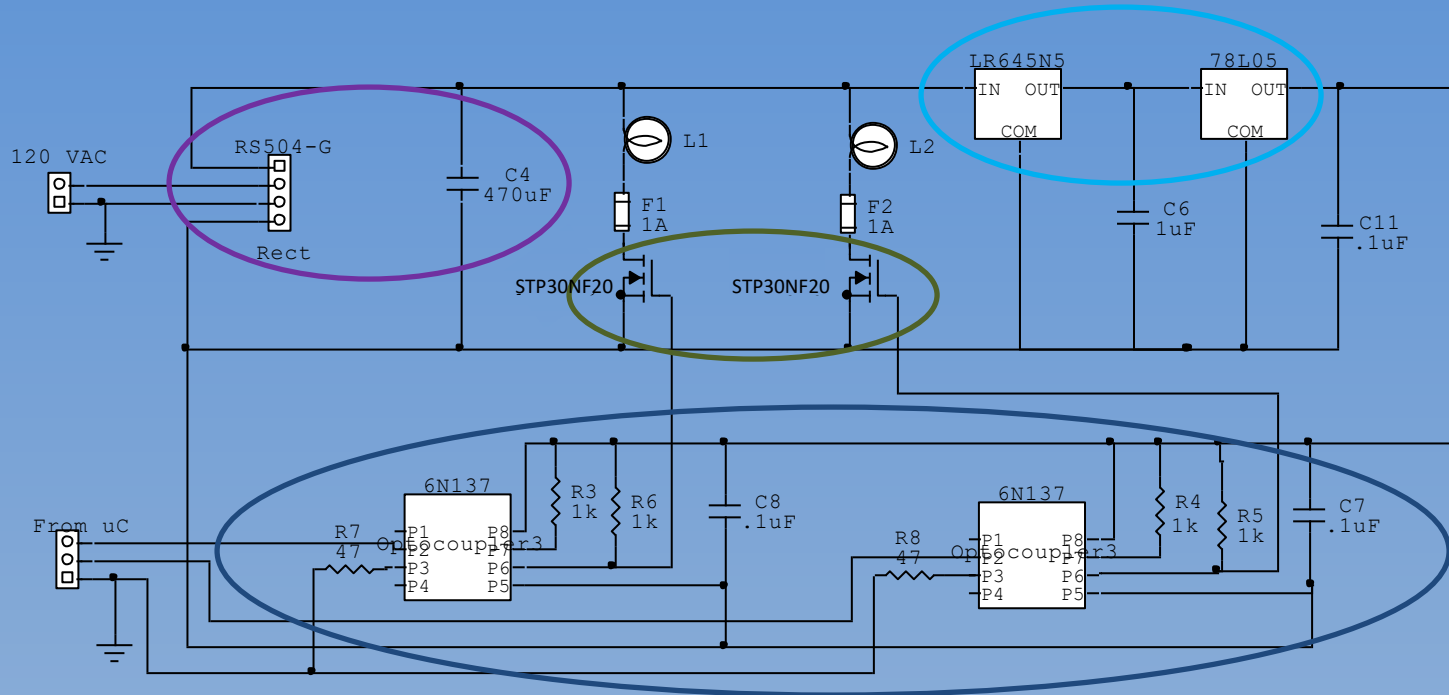 LR645N5
78L05
IN OUT
COM
IN OUT
COM
120 VAC
RS504-G
Rect
C4
470uF
L1
L2
F1
1A
F2
1A
C6
1uF
C11
.1uF
STP30NF20
STP30NF20
From uC
R7
47
6N137
Optocoupler3
P1
P2
P3
P4
P8
P7
P6
P5
R3
1k
R6
1k
C8
.1uF
R8
47
6N137
Optocoupler3
P1
P2
P3
P4
P8
P7
P6
P5
R4
1k
R5
1k
C7
.1uF